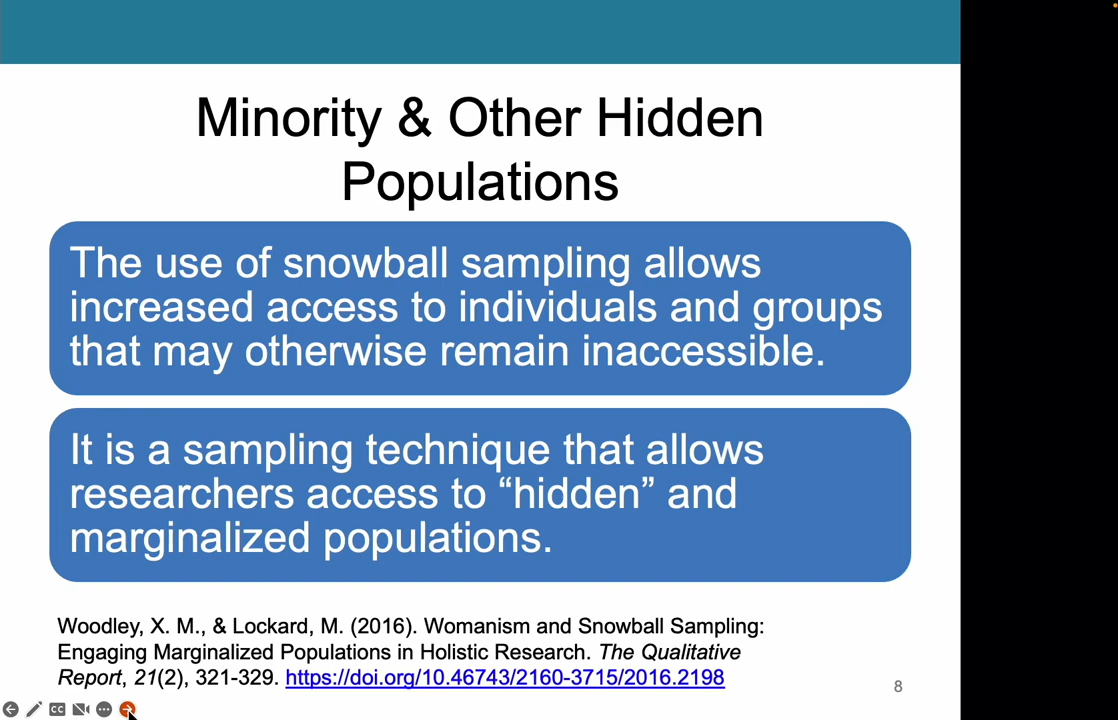 Minority & Other Hidden
Populations
The use of snowball sampling allows
increased access to individuals and groups
that may otherwise remain inaccessible.
It is a sampling technique that allows
researchers access to “hidden” and
marginalized populations.
Woodley, X. M., & Lockard, M. (2016). Womanism and Snowball Sampling:
Engaging Marginalized Populations in Holistic Research. The Qualitative
Report, 21(2), 321-329. https://doi.org/10.46743/2160-3715/2016.2198
8
CC